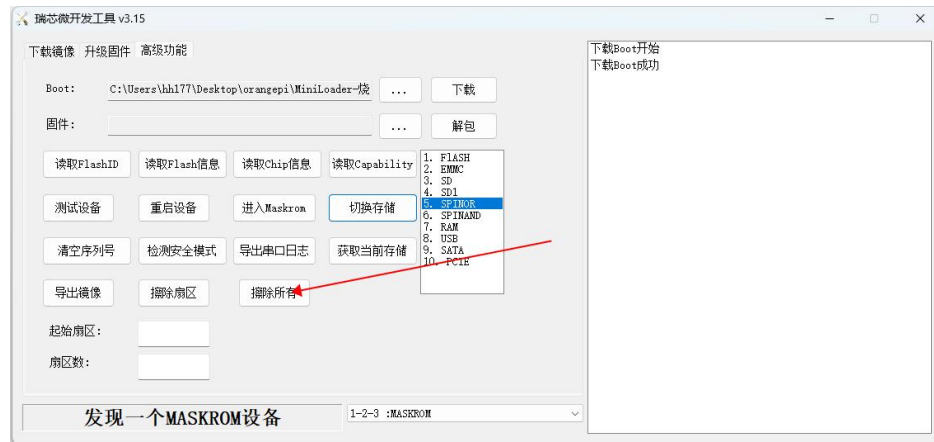 瑞芯微开发工具 v3.15
下载镜像 升级固件 高级功能
Boot: C:\Users\hh177\Desktop\orangepi\MiniLoader-烧 ... 下载
固件: ... 解包
读取FlashID 读取Flash信息 读取Chip信息 读取Capability
测试设备 重启设备 进入Maskrom 切换存储
清空序列号 检测安全模式 导出串口日志 获取当前存储
导出镜像 擦除扇区 擦除所有
1. FlASH
2. EMMC
3. SD
4. SD1
5. SPINOR
6. SPINAND
7. RAM
8. USB
9. SATA
10. PCIE
起始扇区:
扇区数:
发现一个MASKROM设备 1-2-3 :MASKROM
下载Boot开始
下载Boot成功